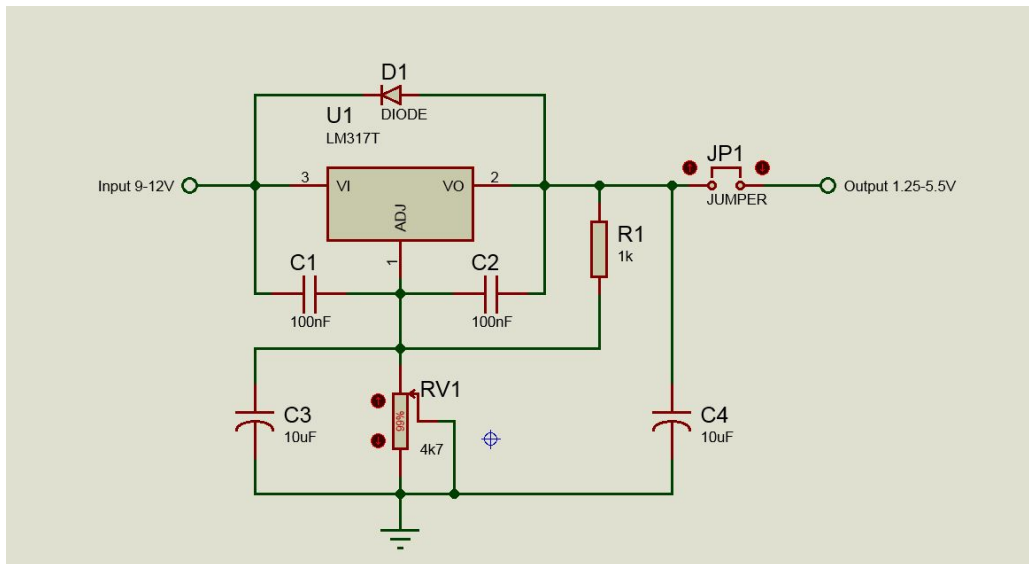 D1
DIODE
U1
LM317T
Input 9-12V
3
VI
VO
2
ADJ
1
JP1
JUMPER
Output 1.25-5.5V
R1
1k
C1
100nF
C2
100nF
C3
10uF
RV1
99%
4k7
C4
10uF